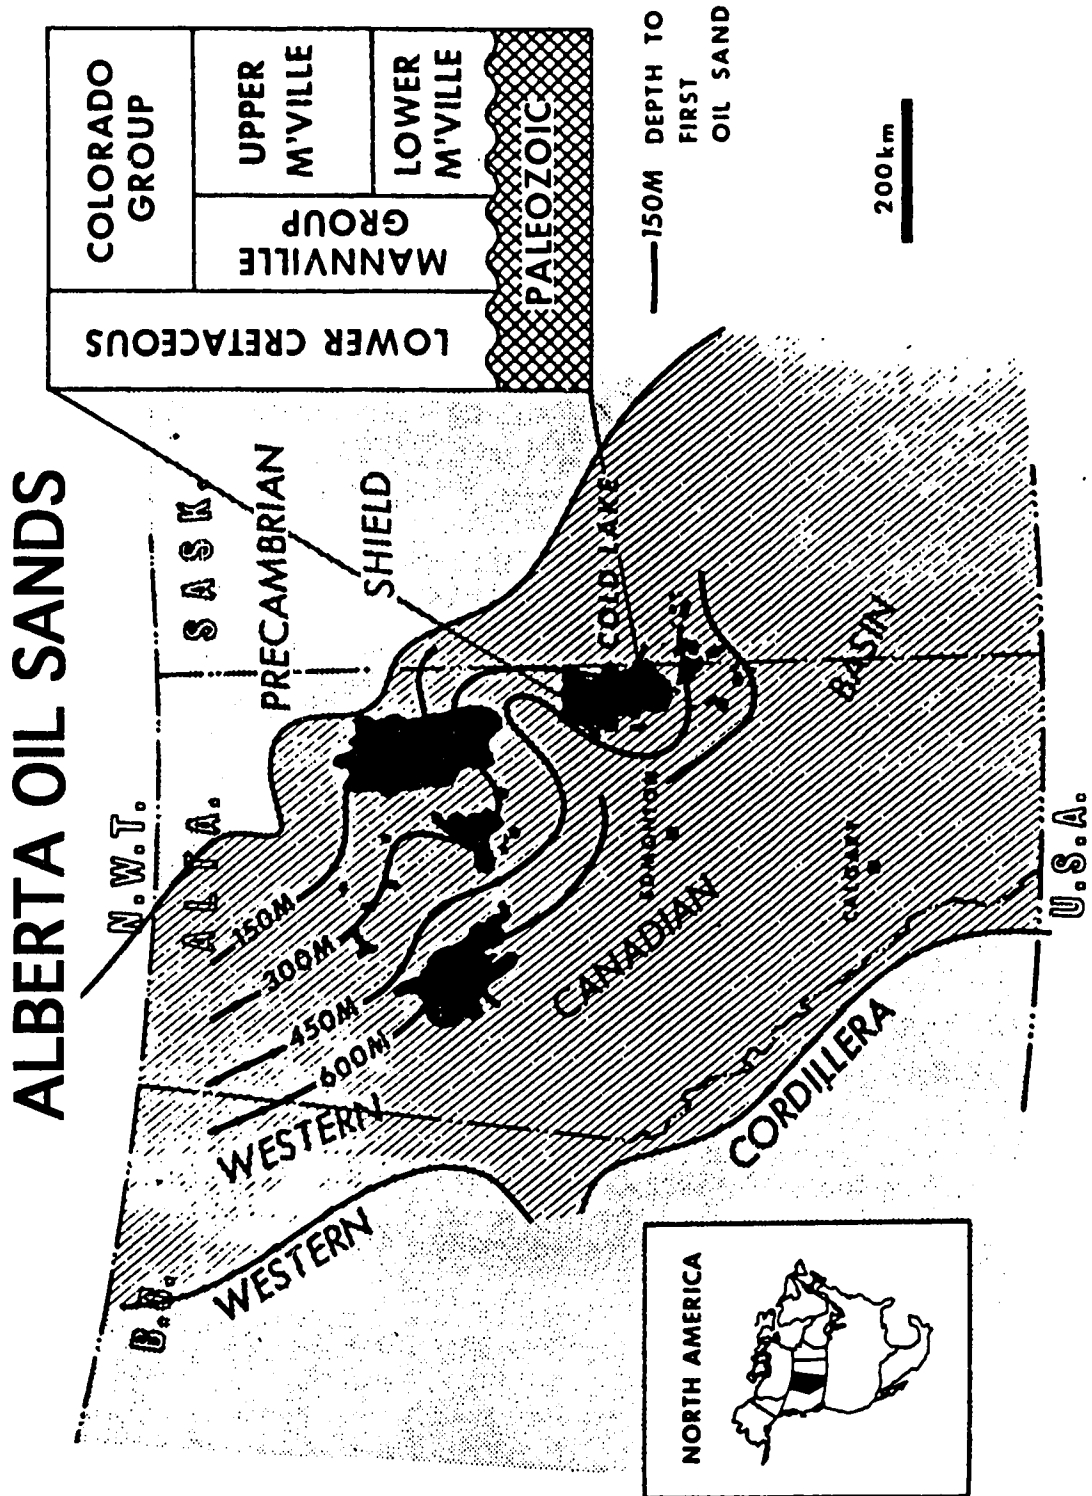 ALBERTA OIL SANDS
N.W.T.
B.C.
ALTA.
SASK.
PRECAMBRIAN
SHIELD
150M
300M
450M
600M
WESTERN
CANADIAN
BASIN
WESTERN
CORDILLERA
COLD LAKE
EDMONTON
CALGARY
U.S.A.
LOWER CRETACEOUS
COLORADO
GROUP
MANNVILLE
GROUP
UPPER
M'VILLE
LOWER
M'VILLE
PALEOZOIC
150M DEPTH TO
FIRST
OIL SAND
200km
NORTH AMERICA